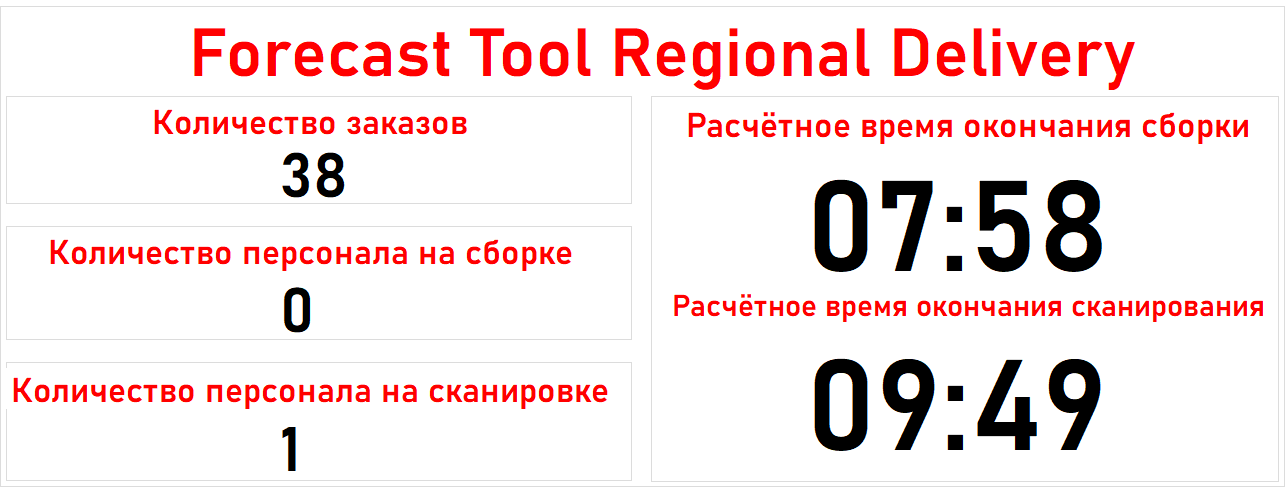 Forecast Tool Regional Delivery
Количество заказов
38
Количество персонала на сборке
0
Количество персонала на сканировке
1
Расчётное время окончания сборки
07:58
Расчётное время окончания сканирования
09:49